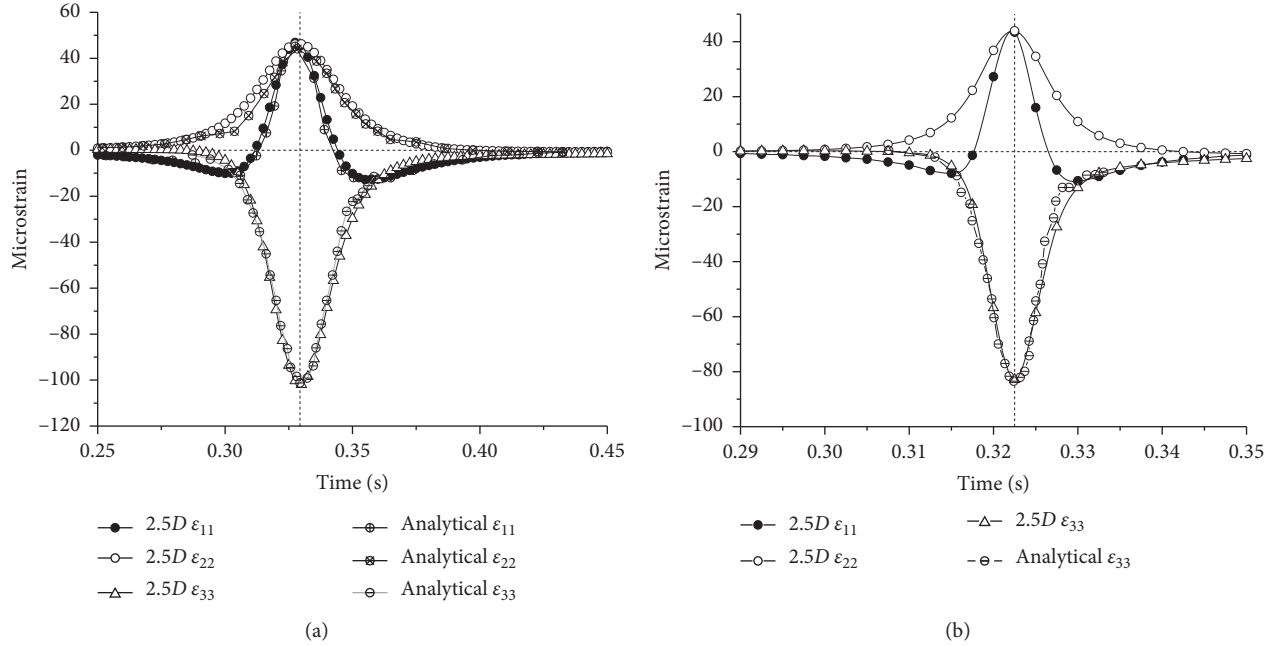 60
40
20
0
−20
−40
−60
−80
−100
−120
Microstrain
0.25
0.30
0.35
0.40
0.45
Time (s)
2.5D ε11
2.5D ε22
2.5D ε33
Analytical ε11
Analytical ε22
Analytical ε33
(a)
40
20
0
−20
−40
−60
−80
−100
Microstrain
0.29
0.30
0.31
0.32
0.33
0.34
0.35
Time (s)
2.5D ε11
2.5D ε22
2.5D ε33
Analytical ε33
(b)